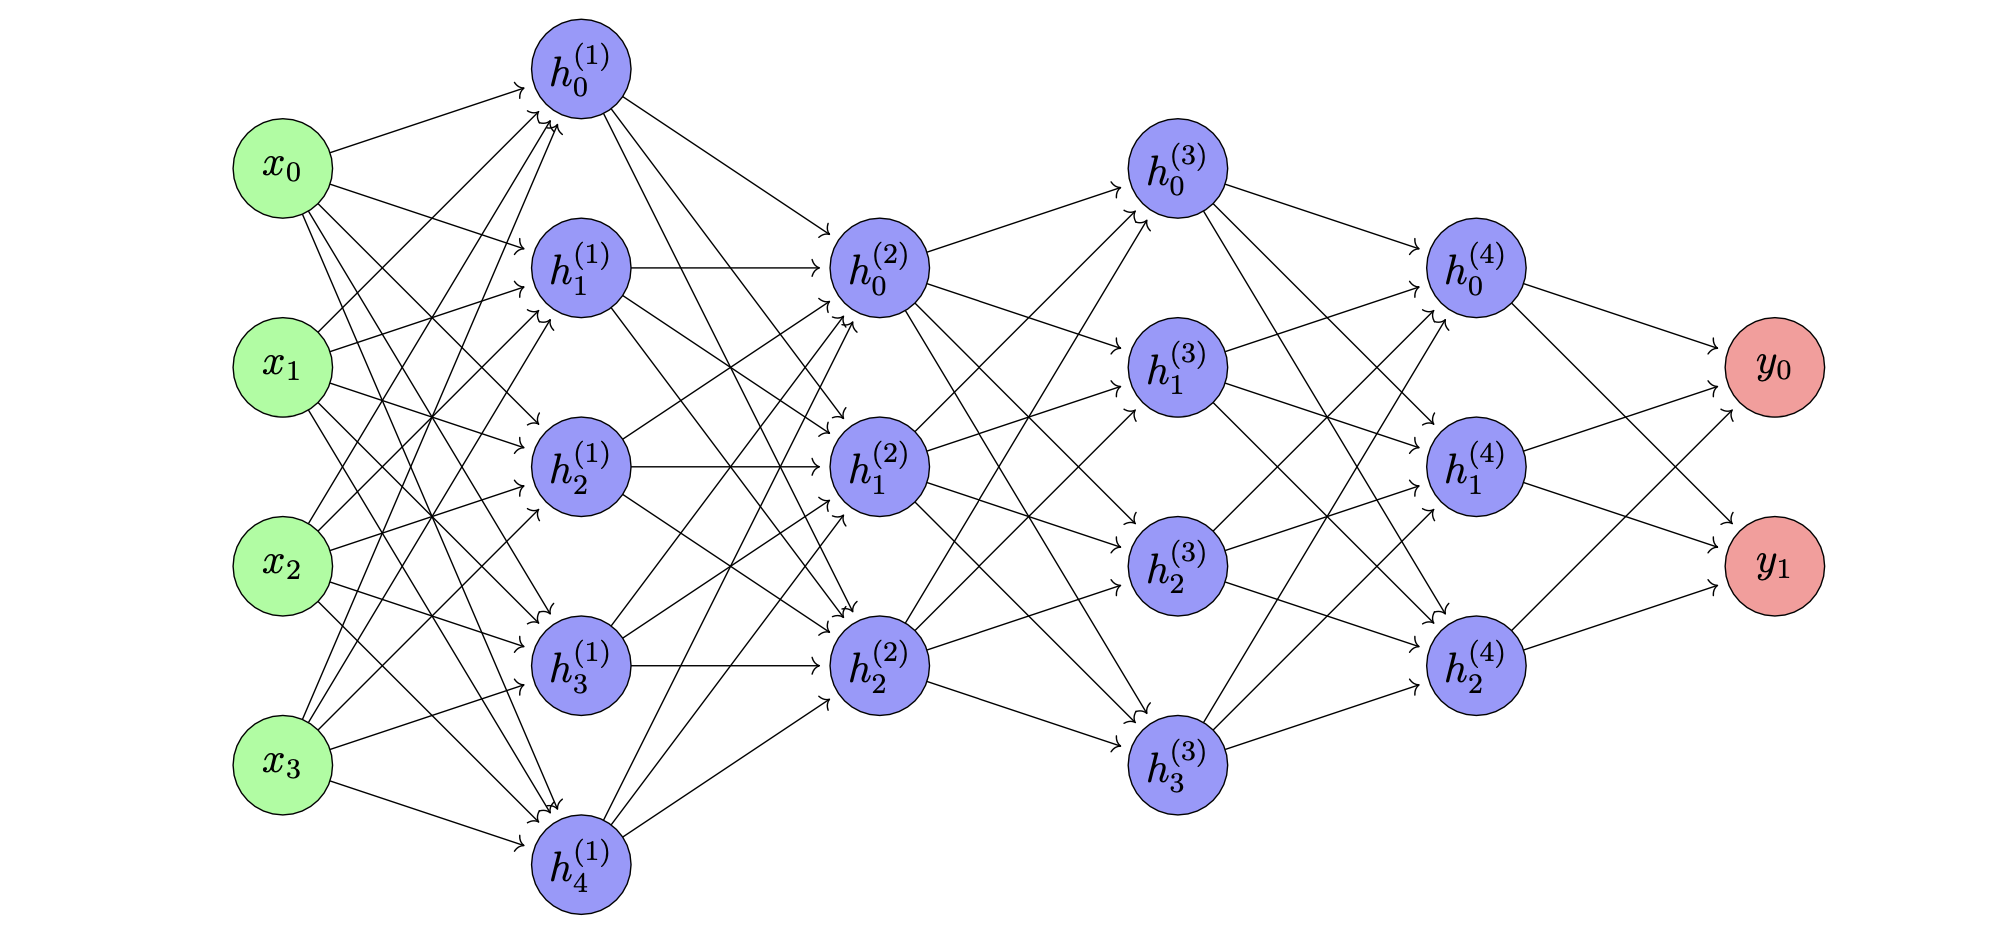 x_0
x_1
x_2
x_3
h_0^{(1)}
h_1^{(1)}
h_2^{(1)}
h_3^{(1)}
h_4^{(1)}
h_0^{(2)}
h_1^{(2)}
h_2^{(2)}
h_0^{(3)}
h_1^{(3)}
h_2^{(3)}
h_3^{(3)}
h_0^{(4)}
h_1^{(4)}
h_2^{(4)}
y_0
y_1